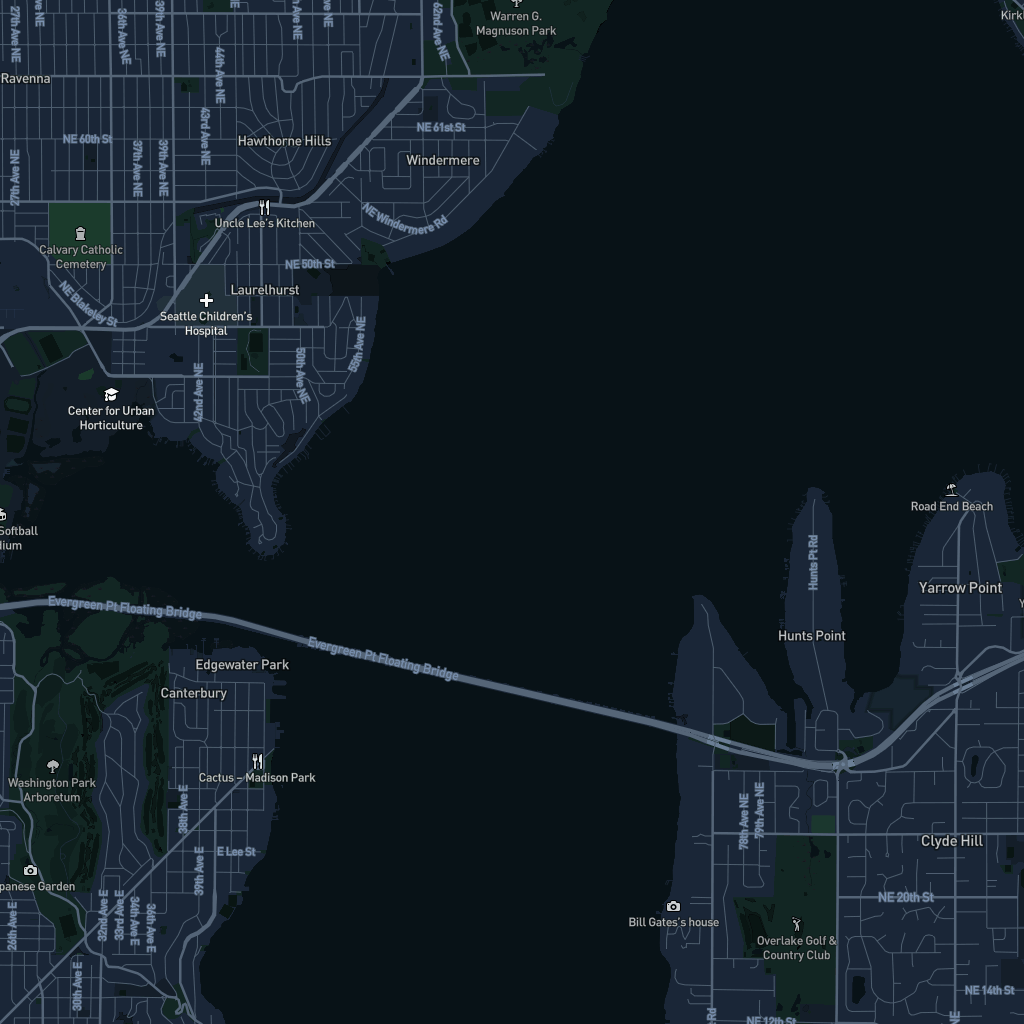 Warren G.
Magnuson Park
27th Ave NE
36th Ave NE
39th Ave NE
62nd Ave NE
44th Ave NE
Ravenna
43rd Ave NE
NE 60th St
NE 61st St
Hawthorne Hills
Windermere
27th Ave NE
37th Ave NE
39th Ave NE
NE Windermere Rd
Uncle Lee's Kitchen
Calvary Catholic
Cemetery
NE 50th St
Laurelhurst
NE Blakeley St
Seattle Children's
Hospital
55th Ave NE
50th Ave NE
42nd Ave NE
Center for Urban
Horticulture
Road End Beach
Softball
Hunts Pt Rd
Yarrow Point
Evergreen Pt Floating Bridge
Evergreen Pt Floating Bridge
Hunts Point
Edgewater Park
Canterbury
Cactus – Madison Park
Washington Park
Arboretum
38th Ave E
78th Ave NE
79th Ave NE
Clyde Hill
E Lee St
39th Ave E
panese Garden
NE 20th St
Bill Gates's house
26th Ave E
32nd Ave E
33rd Ave E
34th Ave E
36th Ave E
Overlake Golf &
Country Club
30th Ave E
NE 14th St
NE 12th St